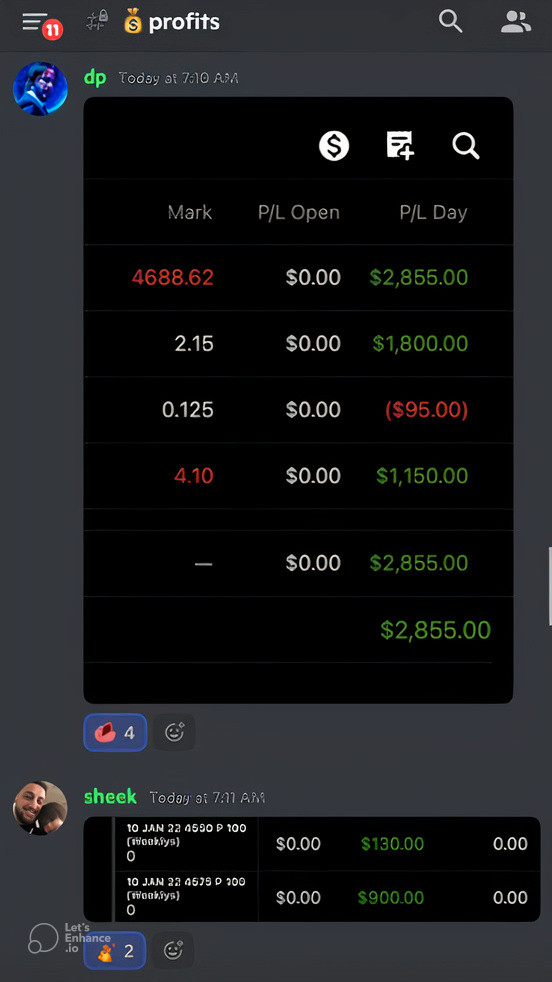 11
profits
dp Today at 7:10 AM
Mark P/L Open P/L Day
4688.62 $0.00 $2,855.00
2.15 $0.00 $1,800.00
0.125 $0.00 ($95.00)
4.10 $0.00 $1,150.00
— $0.00 $2,855.00
$2,855.00
4
sheek Today at 7:11 AM
10 JAN 22 P 100
(Weeklys) $0.00 $130.00 0.00
0
10 JAN 22 4675 P 100
(Weeklys) $0.00 $900.00 0.00
0
Let's
Enhance
.io
2